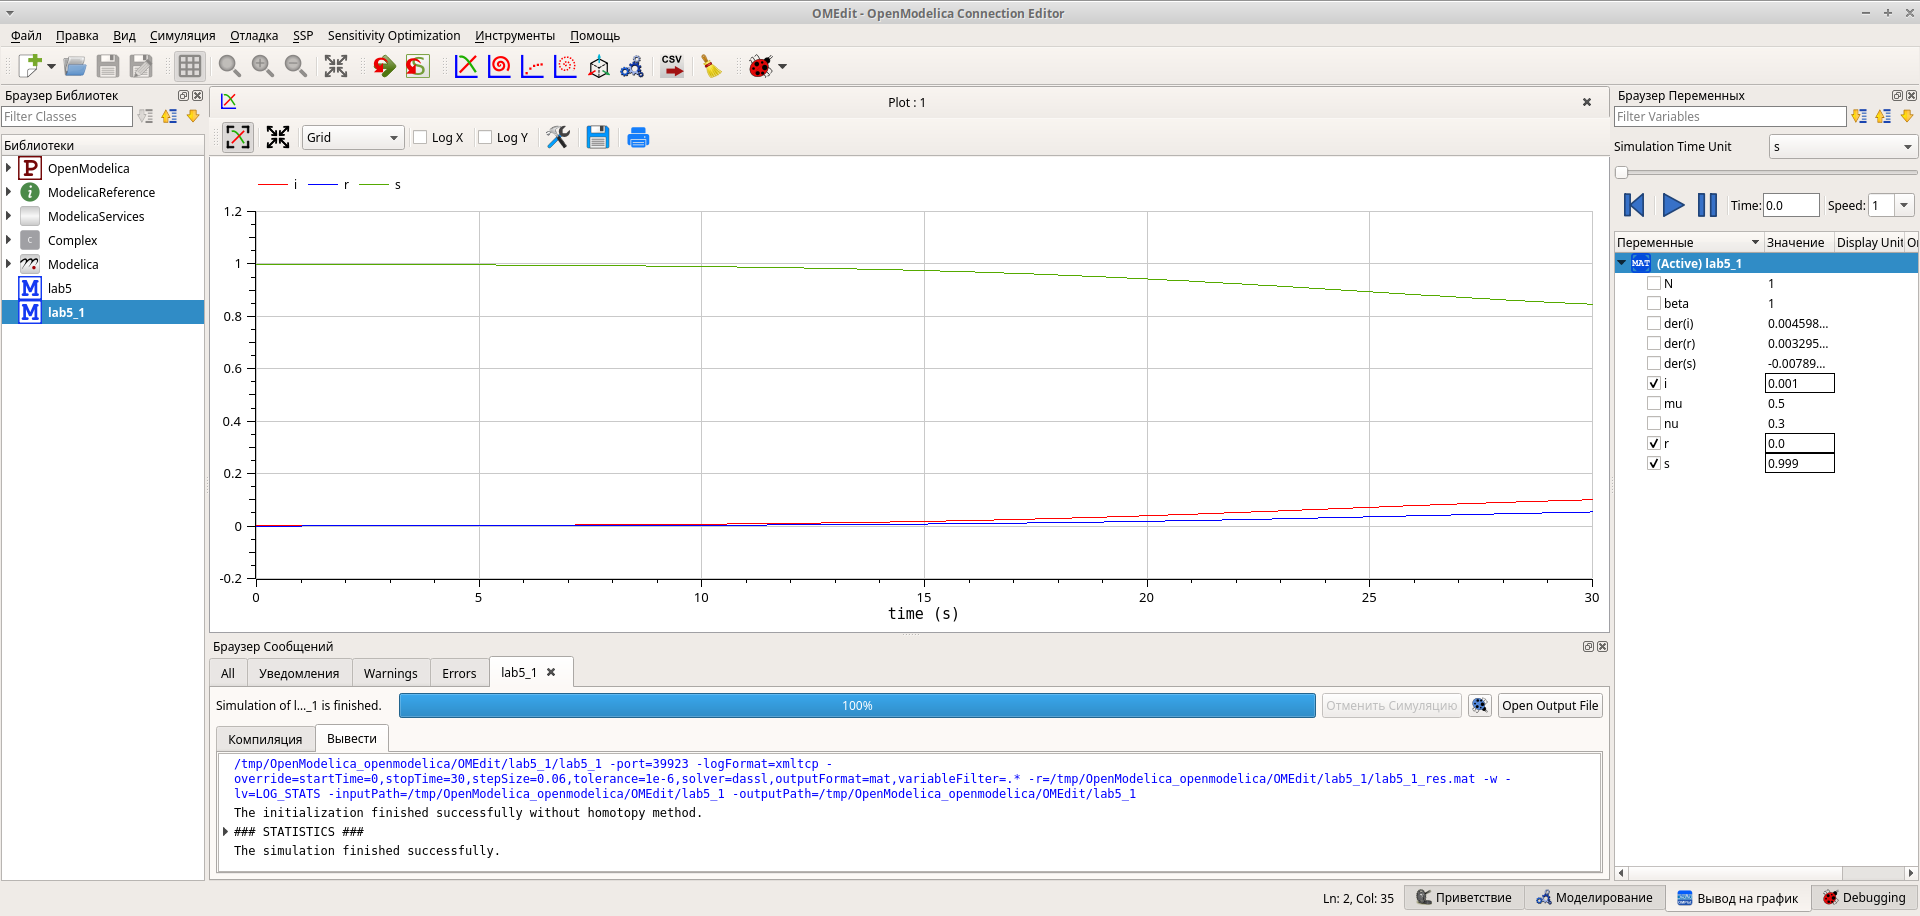 OMEdit - OpenModelica Connection Editor
Файл Правка Вид Симуляция Отладка SSP Sensitivity Optimization Инструменты Помощь
CSV
Браузер Библиотек
Filter Classes
Библиотеки
P OpenModelica
i ModelicaReference
ModelicaServices
C Complex
Modelica
M lab5
M lab5_1
Plot : 1
Grid Log X Log Y
i r s
1.2
1
0.8
0.6
0.4
0.2
0
-0.2
0 5 10 15 20 25 30
time (s)
Браузер Сообщений
All Уведомления Warnings Errors lab5_1
Simulation of l..._1 is finished. 100% Отменить Симуляцию Open Output File
Компиляция Вывести
/tmp/OpenModelica_openmodelica/OMEdit/lab5_1/lab5_1 -port=39923 -logFormat=xmltcp -
override=startTime=0,stopTime=30,stepSize=0.06,tolerance=1e-6,solver=dassl,outputFormat=mat,variableFilter=.* -r=/tmp/OpenModelica_openmodelica/OMEdit/lab5_1/lab5_1_res.mat -w -
lv=LOG_STATS -inputPath=/tmp/OpenModelica_openmodelica/OMEdit/lab5_1 -outputPath=/tmp/OpenModelica_openmodelica/OMEdit/lab5_1
The initialization finished successfully without homotopy method.
### STATISTICS ###
The simulation finished successfully.
Браузер Переменных
Filter Variables
Simulation Time Unit s
Time: 0.0 Speed: 1
Переменные Значение Display Unit
MAT (Active) lab5_1
N 1
beta 1
der(i) 0.004598...
der(r) 0.003295...
der(s) -0.00789...
i 0.001
mu 0.5
nu 0.3
r 0.0
s 0.999
Ln: 2, Col: 35 Приветствие Моделирование Вывод на график Debugging